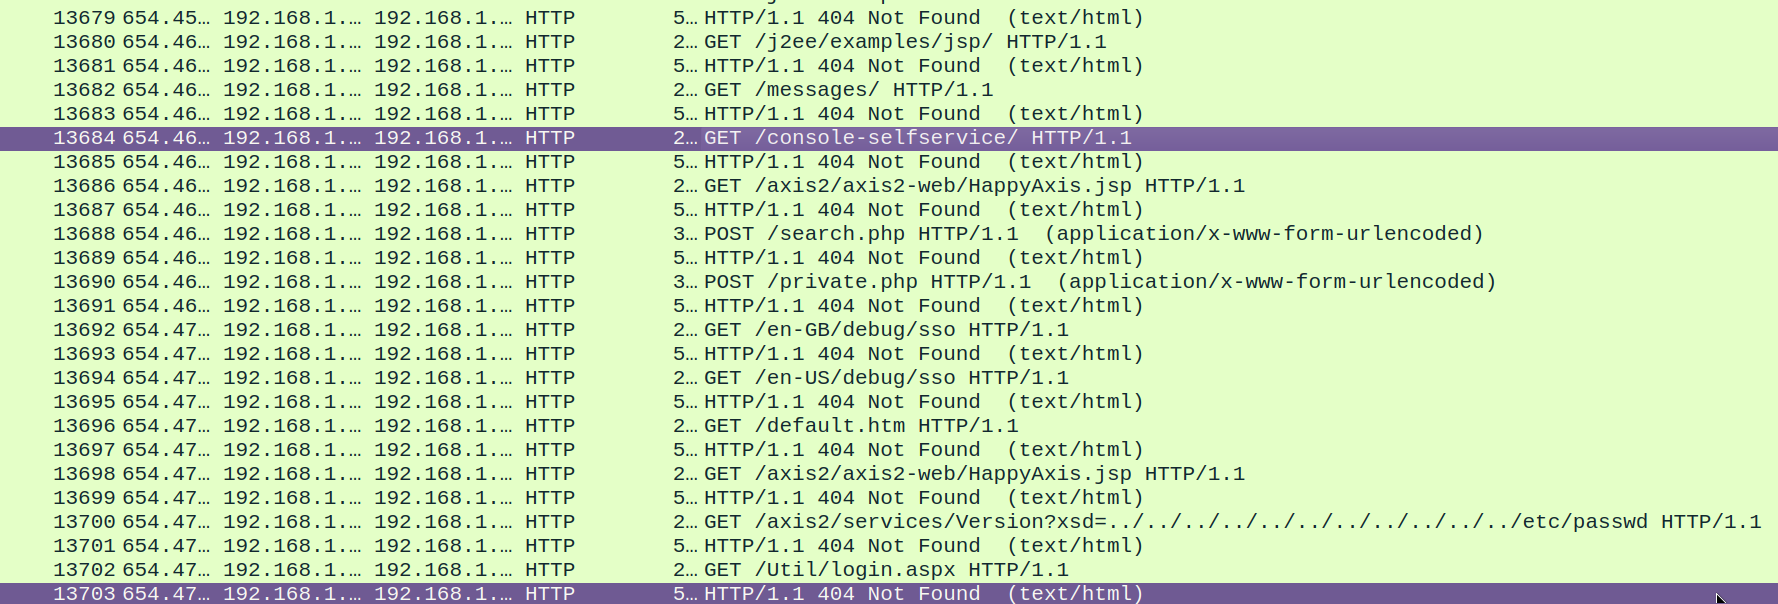 13679 654.45… 192.168.1.… 192.168.1.… HTTP 5… HTTP/1.1 404 Not Found (text/html)
13680 654.46… 192.168.1.… 192.168.1.… HTTP 2… GET /j2ee/examples/jsp/ HTTP/1.1
13681 654.46… 192.168.1.… 192.168.1.… HTTP 5… HTTP/1.1 404 Not Found (text/html)
13682 654.46… 192.168.1.… 192.168.1.… HTTP 2… GET /messages/ HTTP/1.1
13683 654.46… 192.168.1.… 192.168.1.… HTTP 5… HTTP/1.1 404 Not Found (text/html)
13684 654.46… 192.168.1.… 192.168.1.… HTTP 2… GET /console-selfservice/ HTTP/1.1
13685 654.46… 192.168.1.… 192.168.1.… HTTP 5… HTTP/1.1 404 Not Found (text/html)
13686 654.46… 192.168.1.… 192.168.1.… HTTP 2… GET /axis2/axis2-web/HappyAxis.jsp HTTP/1.1
13687 654.46… 192.168.1.… 192.168.1.… HTTP 5… HTTP/1.1 404 Not Found (text/html)
13688 654.46… 192.168.1.… 192.168.1.… HTTP 3… POST /search.php HTTP/1.1 (application/x-www-form-urlencoded)
13689 654.46… 192.168.1.… 192.168.1.… HTTP 5… HTTP/1.1 404 Not Found (text/html)
13690 654.46… 192.168.1.… 192.168.1.… HTTP 3… POST /private.php HTTP/1.1 (application/x-www-form-urlencoded)
13691 654.46… 192.168.1.… 192.168.1.… HTTP 5… HTTP/1.1 404 Not Found (text/html)
13692 654.47… 192.168.1.… 192.168.1.… HTTP 2… GET /en-GB/debug/sso HTTP/1.1
13693 654.47… 192.168.1.… 192.168.1.… HTTP 5… HTTP/1.1 404 Not Found (text/html)
13694 654.47… 192.168.1.… 192.168.1.… HTTP 2… GET /en-US/debug/sso HTTP/1.1
13695 654.47… 192.168.1.… 192.168.1.… HTTP 5… HTTP/1.1 404 Not Found (text/html)
13696 654.47… 192.168.1.… 192.168.1.… HTTP 2… GET /default.htm HTTP/1.1
13697 654.47… 192.168.1.… 192.168.1.… HTTP 5… HTTP/1.1 404 Not Found (text/html)
13698 654.47… 192.168.1.… 192.168.1.… HTTP 2… GET /axis2/axis2-web/HappyAxis.jsp HTTP/1.1
13699 654.47… 192.168.1.… 192.168.1.… HTTP 5… HTTP/1.1 404 Not Found (text/html)
13700 654.47… 192.168.1.… 192.168.1.… HTTP 2… GET /axis2/services/Version?xsd=../../../../../../../../../../../etc/passwd HTTP/1.1
13701 654.47… 192.168.1.… 192.168.1.… HTTP 5… HTTP/1.1 404 Not Found (text/html)
13702 654.47… 192.168.1.… 192.168.1.… HTTP 2… GET /Util/login.aspx HTTP/1.1
13703 654.47… 192.168.1.… 192.168.1.… HTTP 5… HTTP/1.1 404 Not Found (text/html)